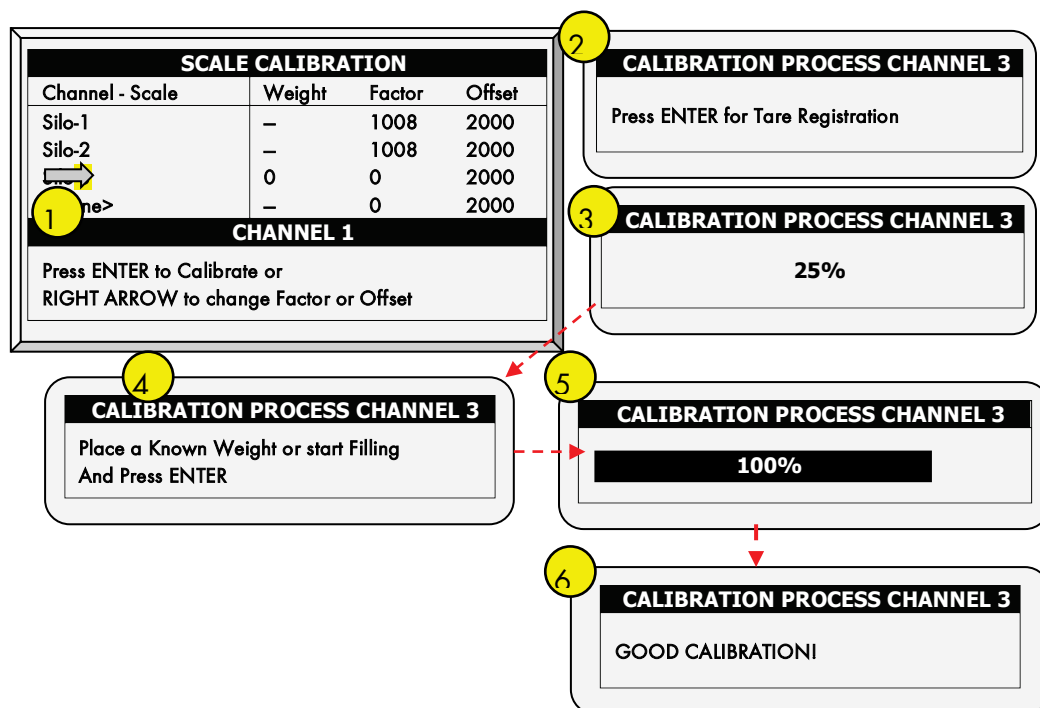 SCALE CALIBRATION
Channel - Scale Weight Factor Offset
Silo-1 – 1008 2000
Silo-2 – 1008 2000
0 0 2000
ne> – 0 2000
1
CHANNEL 1
Press ENTER to Calibrate or
RIGHT ARROW to change Factor or Offset
2
CALIBRATION PROCESS CHANNEL 3
Press ENTER for Tare Registration
3
CALIBRATION PROCESS CHANNEL 3
25%
4
CALIBRATION PROCESS CHANNEL 3
Place a Known Weight or start Filling
And Press ENTER
5
CALIBRATION PROCESS CHANNEL 3
100%
6
CALIBRATION PROCESS CHANNEL 3
GOOD CALIBRATION!